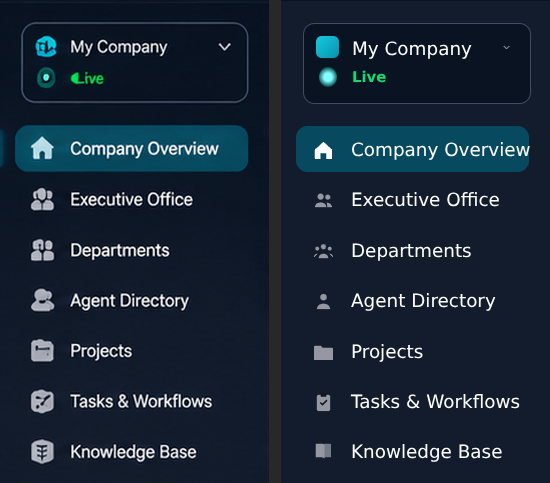 My Company
Live
Company Overview
Executive Office
Departments
Agent Directory
Projects
Tasks & Workflows
Knowledge Base
My Company
Live
Company Overview
Executive Office
Departments
Agent Directory
Projects
Tasks & Workflows
Knowledge Base